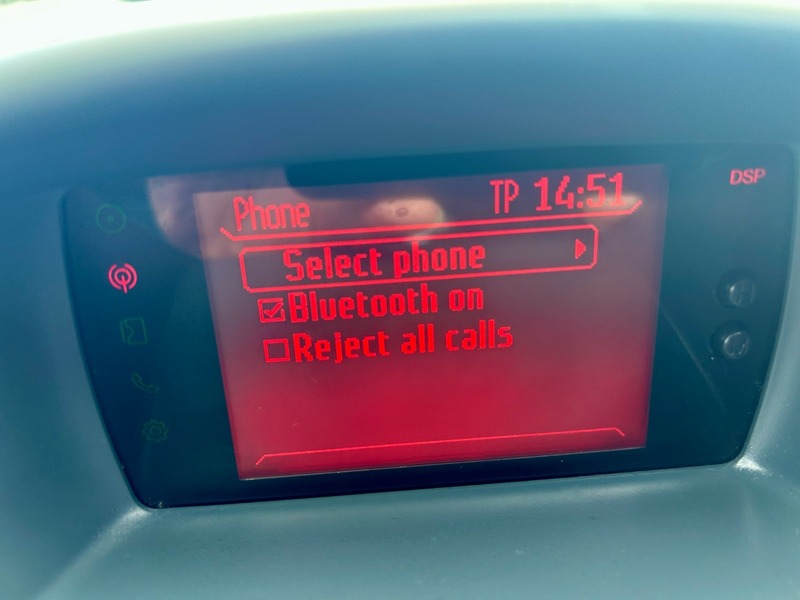 DSP
Phone TP 14:51
Select phone
Bluetooth on
Reject all calls